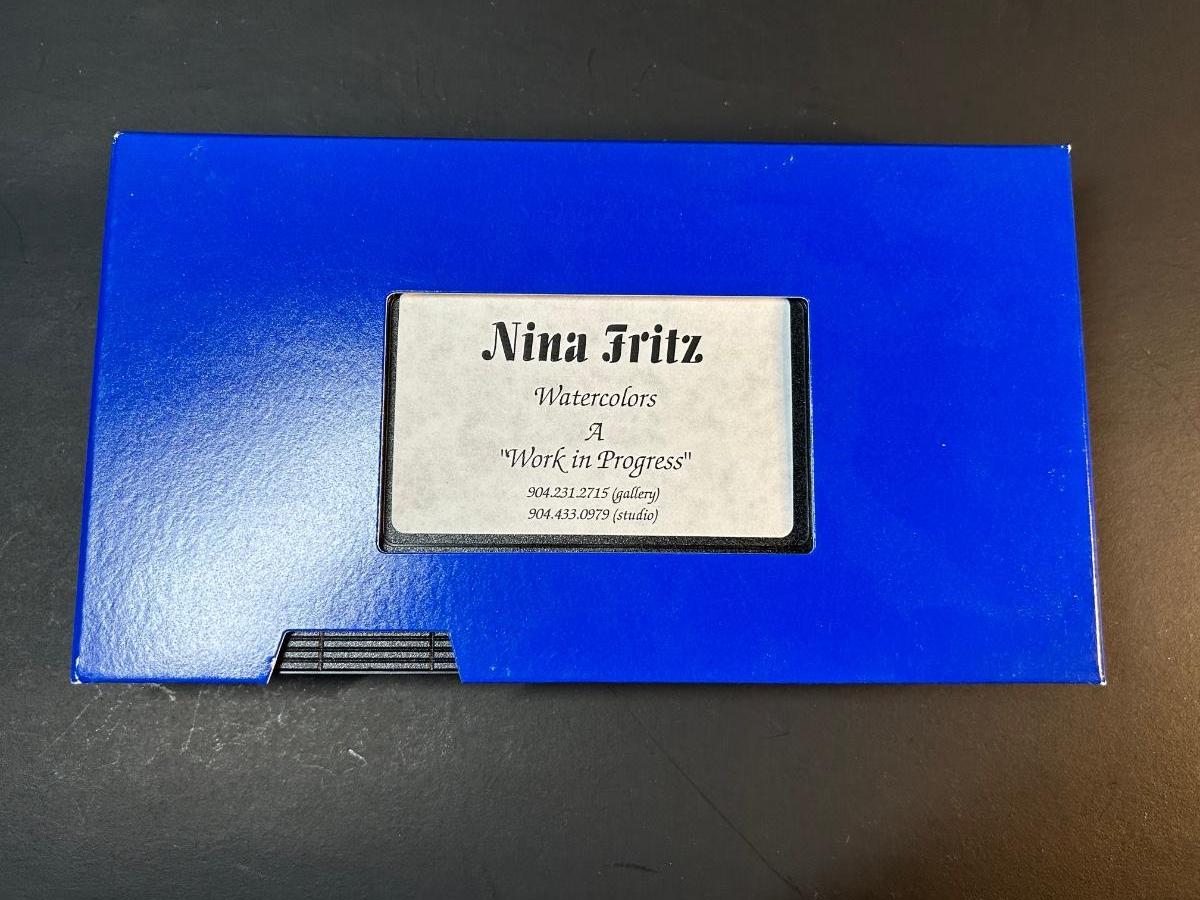 Nina Fritz
Watercolors
A
"Work in Progress"
904.231.2715 (gallery)
904.433.0979 (studio)